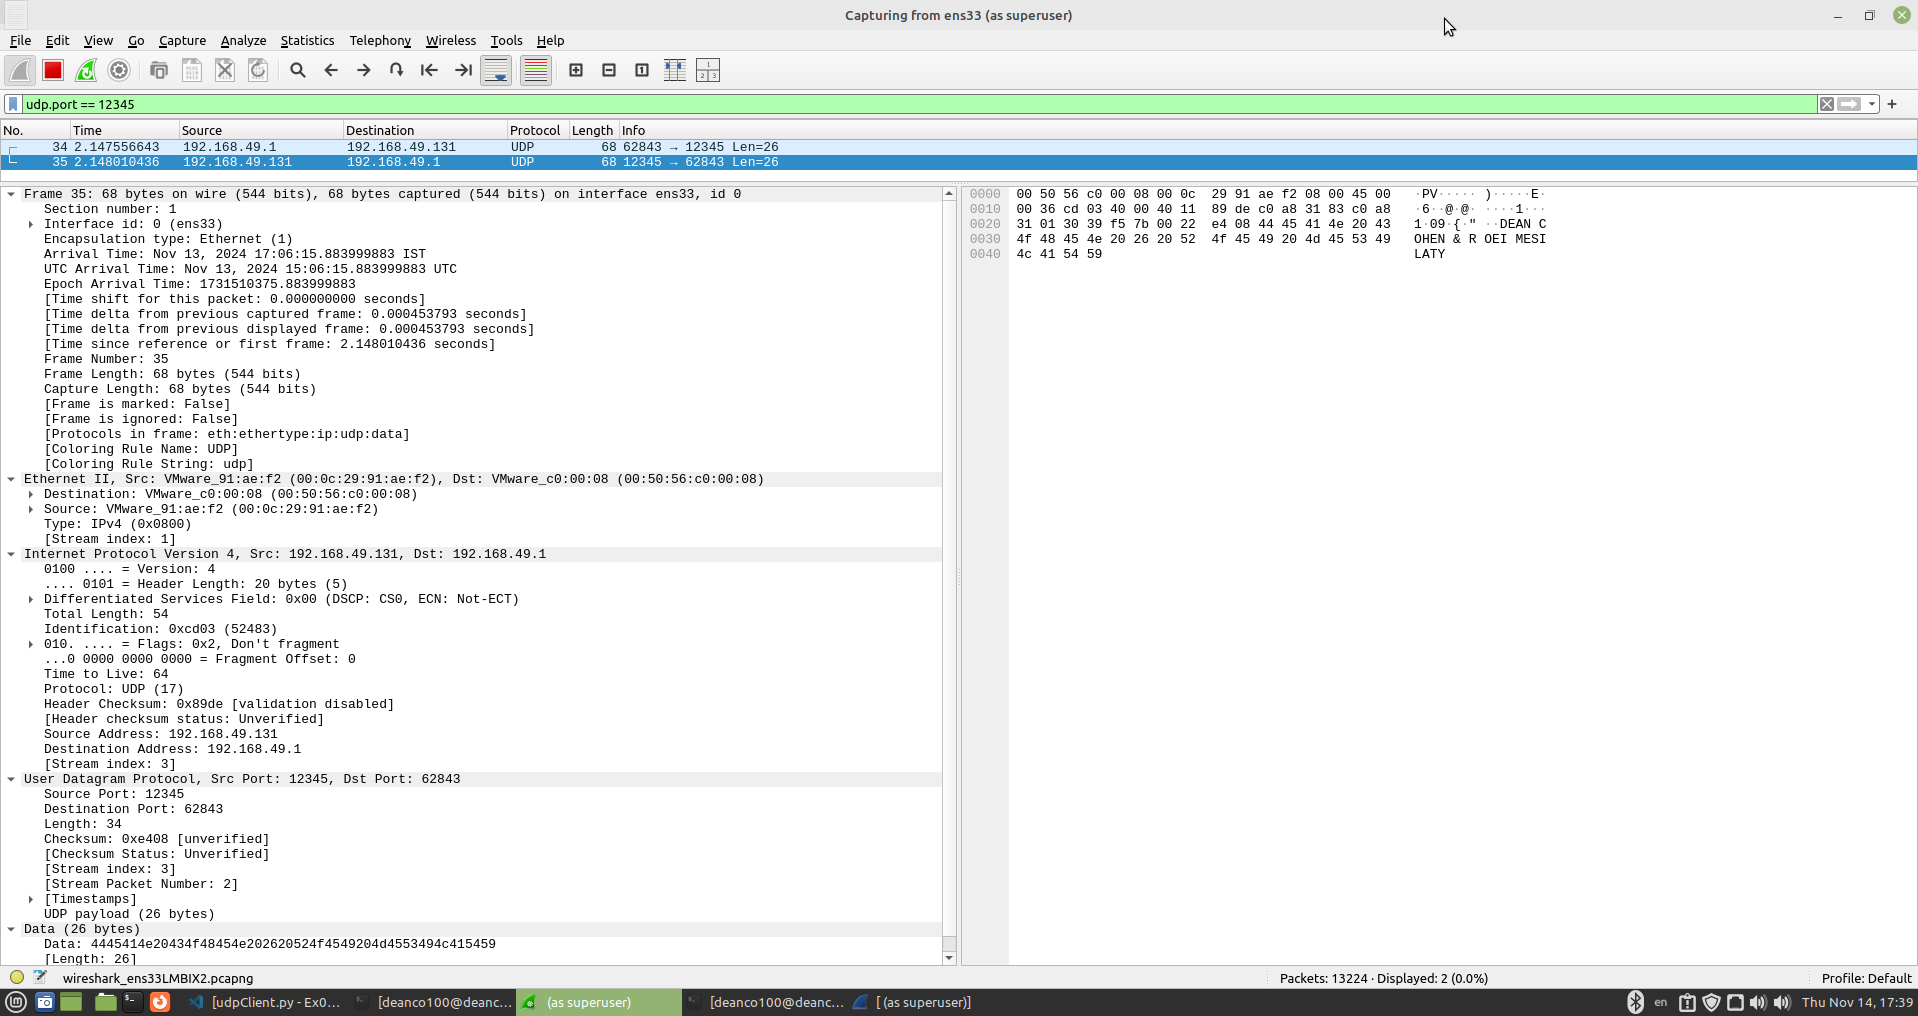 Capturing from ens33 (as superuser)
File Edit View Go Capture Analyze Statistics Telephony Wireless Tools Help
udp.port == 12345
No. Time Source Destination Protocol Length Info
34 2.147556643 192.168.49.1 192.168.49.131 UDP 68 62843 → 12345 Len=26
35 2.148010436 192.168.49.131 192.168.49.1 UDP 68 12345 → 62843 Len=26
Frame 35: 68 bytes on wire (544 bits), 68 bytes captured (544 bits) on interface ens33, id 0
Section number: 1
Interface id: 0 (ens33)
Encapsulation type: Ethernet (1)
Arrival Time: Nov 13, 2024 17:06:15.883999883 IST
UTC Arrival Time: Nov 13, 2024 15:06:15.883999883 UTC
Epoch Arrival Time: 1731510375.883999883
[Time shift for this packet: 0.000000000 seconds]
[Time delta from previous captured frame: 0.000453793 seconds]
[Time delta from previous displayed frame: 0.000453793 seconds]
[Time since reference or first frame: 2.148010436 seconds]
Frame Number: 35
Frame Length: 68 bytes (544 bits)
Capture Length: 68 bytes (544 bits)
[Frame is marked: False]
[Frame is ignored: False]
[Protocols in frame: eth:ethertype:ip:udp:data]
[Coloring Rule Name: UDP]
[Coloring Rule String: udp]
Ethernet II, Src: VMware_91:ae:f2 (00:0c:29:91:ae:f2), Dst: VMware_c0:00:08 (00:50:56:c0:00:08)
Destination: VMware_c0:00:08 (00:50:56:c0:00:08)
Source: VMware_91:ae:f2 (00:0c:29:91:ae:f2)
Type: IPv4 (0x0800)
[Stream index: 1]
Internet Protocol Version 4, Src: 192.168.49.131, Dst: 192.168.49.1
0100 .... = Version: 4
.... 0101 = Header Length: 20 bytes (5)
Differentiated Services Field: 0x00 (DSCP: CS0, ECN: Not-ECT)
Total Length: 54
Identification: 0xcd03 (52483)
010. .... = Flags: 0x2, Don't fragment
...0 0000 0000 0000 = Fragment Offset: 0
Time to Live: 64
Protocol: UDP (17)
Header Checksum: 0x89de [validation disabled]
[Header checksum status: Unverified]
Source Address: 192.168.49.131
Destination Address: 192.168.49.1
[Stream index: 3]
User Datagram Protocol, Src Port: 12345, Dst Port: 62843
Source Port: 12345
Destination Port: 62843
Length: 34
Checksum: 0xe408 [unverified]
[Checksum Status: Unverified]
[Stream index: 3]
[Stream Packet Number: 2]
[Timestamps]
UDP payload (26 bytes)
Data (26 bytes)
Data: 4445414e20434f48454e202620524f4549204d4553494c415459
[Length: 26]
0000 00 50 56 c0 00 08 00 0c 29 91 ae f2 08 00 45 00 ·PV····· )·····E·
0010 00 36 cd 03 40 00 40 11 89 de c0 a8 31 83 c0 a8 ·6··@·@· ····1···
0020 31 01 30 39 f5 7b 00 22 e4 08 44 45 41 4e 20 43 1·09·{·" ··DEAN C
0030 4f 48 45 4e 20 26 20 52 4f 45 49 20 4d 45 53 49 OHEN & R OEI MESI
0040 4c 41 54 59 LATY
wireshark_ens33LMBIX2.pcapng
Packets: 13224 · Displayed: 2 (0.0%)
Profile: Default
[udpClient.py - Ex0... [deanco100@deanc... (as superuser) [deanco100@deanc... [ (as superuser)] en Thu Nov 14, 17:39